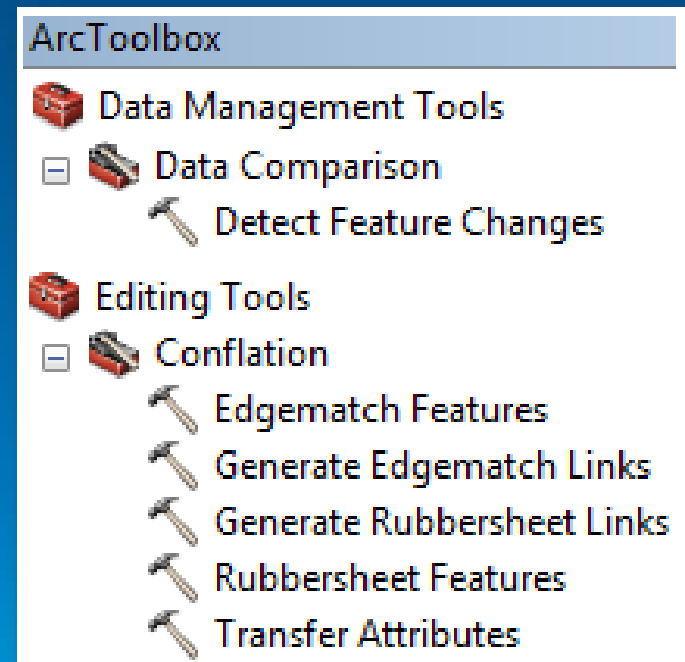 ArcToolbox
Data Management Tools
Data Comparison
Detect Feature Changes
Editing Tools
Conflation
Edgematch Features
Generate Edgematch Links
Generate Rubbersheet Links
Rubbersheet Features
Transfer Attributes